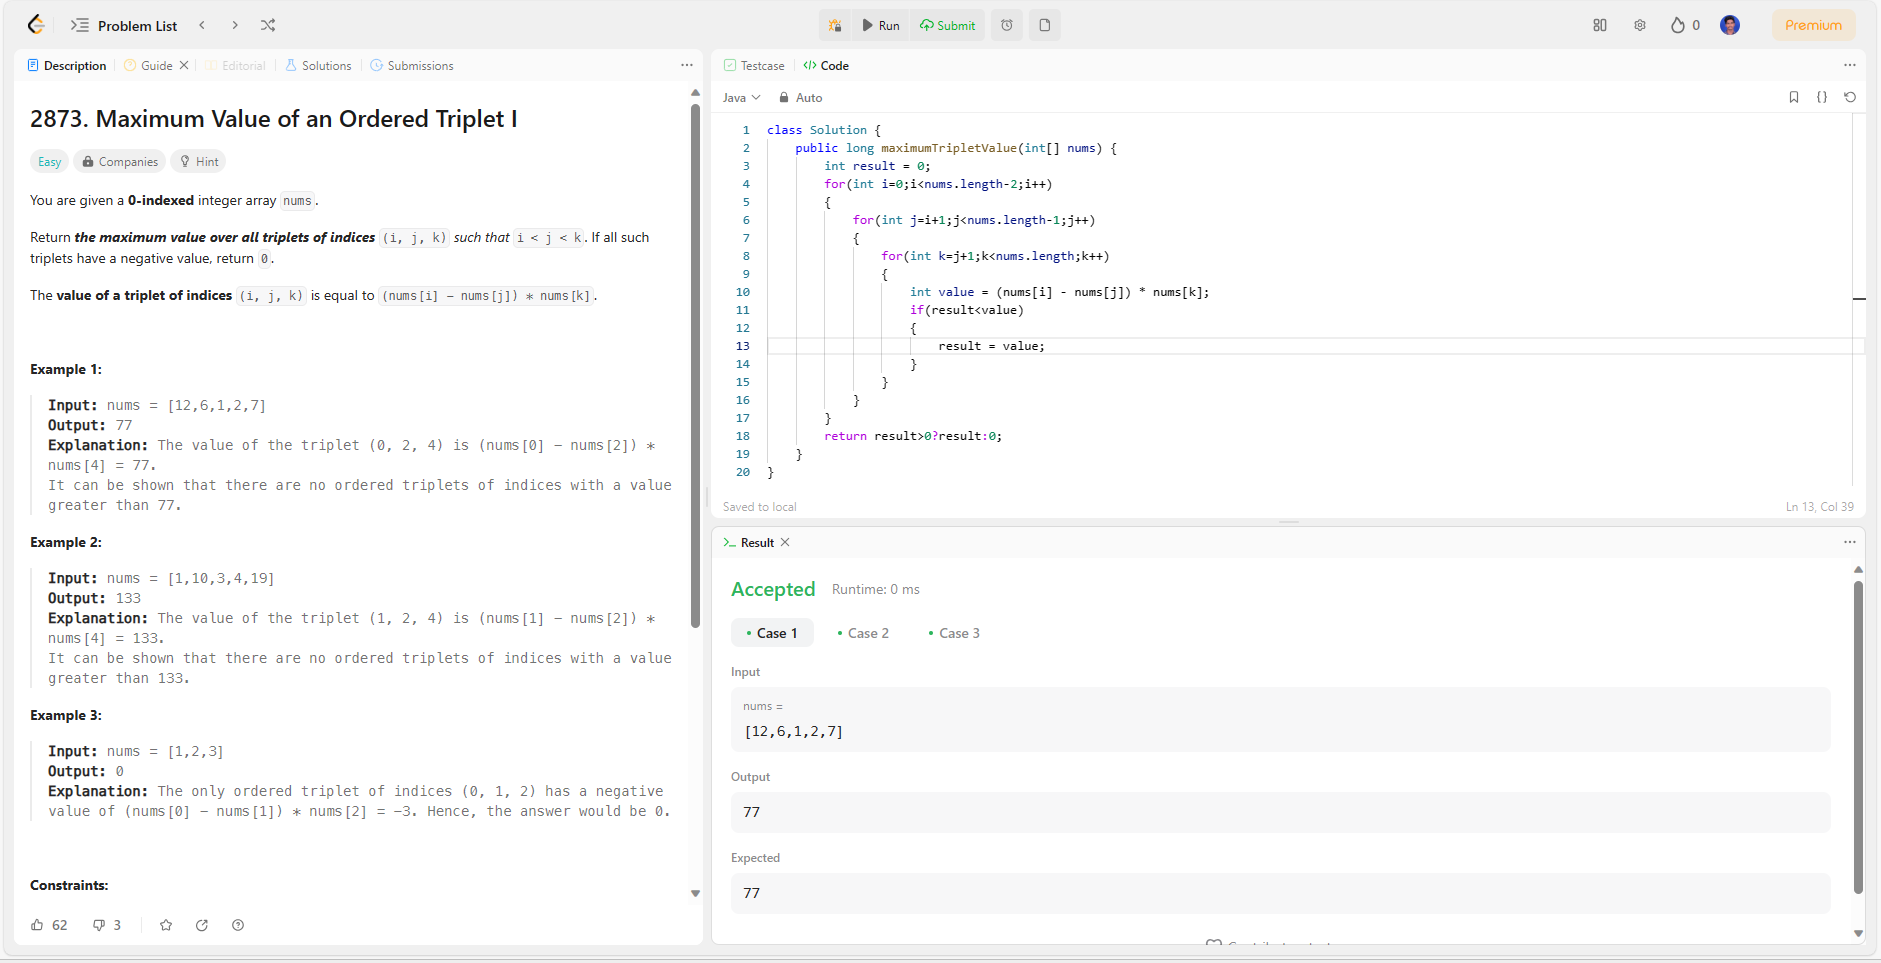 Problem List
Run
Submit
0
Premium
Description
Guide
Editorial
Solutions
Submissions
2873. Maximum Value of an Ordered Triplet I
Easy
Companies
Hint
You are given a 0-indexed integer array nums.
Return the maximum value over all triplets of indices (i, j, k) such that i < j < k. If all such
triplets have a negative value, return 0.
The value of a triplet of indices (i, j, k) is equal to (nums[i] - nums[j]) * nums[k].
Example 1:
Input: nums = [12,6,1,2,7]
Output: 77
Explanation: The value of the triplet (0, 2, 4) is (nums[0] - nums[2]) *
nums[4] = 77.
It can be shown that there are no ordered triplets of indices with a value
greater than 77.
Example 2:
Input: nums = [1,10,3,4,19]
Output: 133
Explanation: The value of the triplet (1, 2, 4) is (nums[1] - nums[2]) *
nums[4] = 133.
It can be shown that there are no ordered triplets of indices with a value
greater than 133.
Example 3:
Input: nums = [1,2,3]
Output: 0
Explanation: The only ordered triplet of indices (0, 1, 2) has a negative
value of (nums[0] - nums[1]) * nums[2] = -3. Hence, the answer would be 0.
Constraints:
62
3
Testcase
</> Code
Java
Auto
{}
1 class Solution {
2 public long maximumTripletValue(int[] nums) {
3 int result = 0;
4 for(int i=0;i<nums.length-2;i++)
5 {
6 for(int j=i+1;j<nums.length-1;j++)
7 {
8 for(int k=j+1;k<nums.length;k++)
9 {
10 int value = (nums[i] - nums[j]) * nums[k];
11 if(result<value)
12 {
13 result = value;
14 }
15 }
16 }
17 }
18 return result>0?result:0;
19 }
20 }
Saved to local
Ln 13, Col 39
Result
Accepted
Runtime: 0 ms
Case 1
Case 2
Case 3
Input
nums =
[12,6,1,2,7]
Output
77
Expected
77